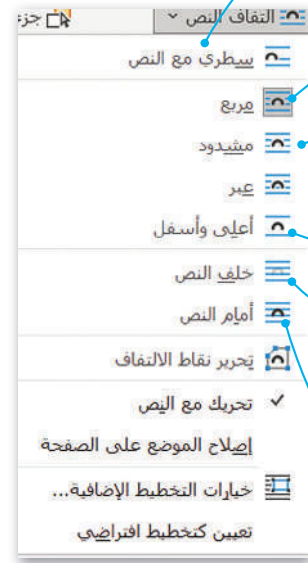 التفاف النص
جزء
سطري مع النص
مربع
مشدود
عبر
أعلى وأسفل
خلف النص
أمام النص
تحرير نقاط الالتفاف
تحريك مع النص
إصلاح الموضع على الصفحة
خيارات التخطيط الإضافية...
تعيين كتخطيط افتراضي